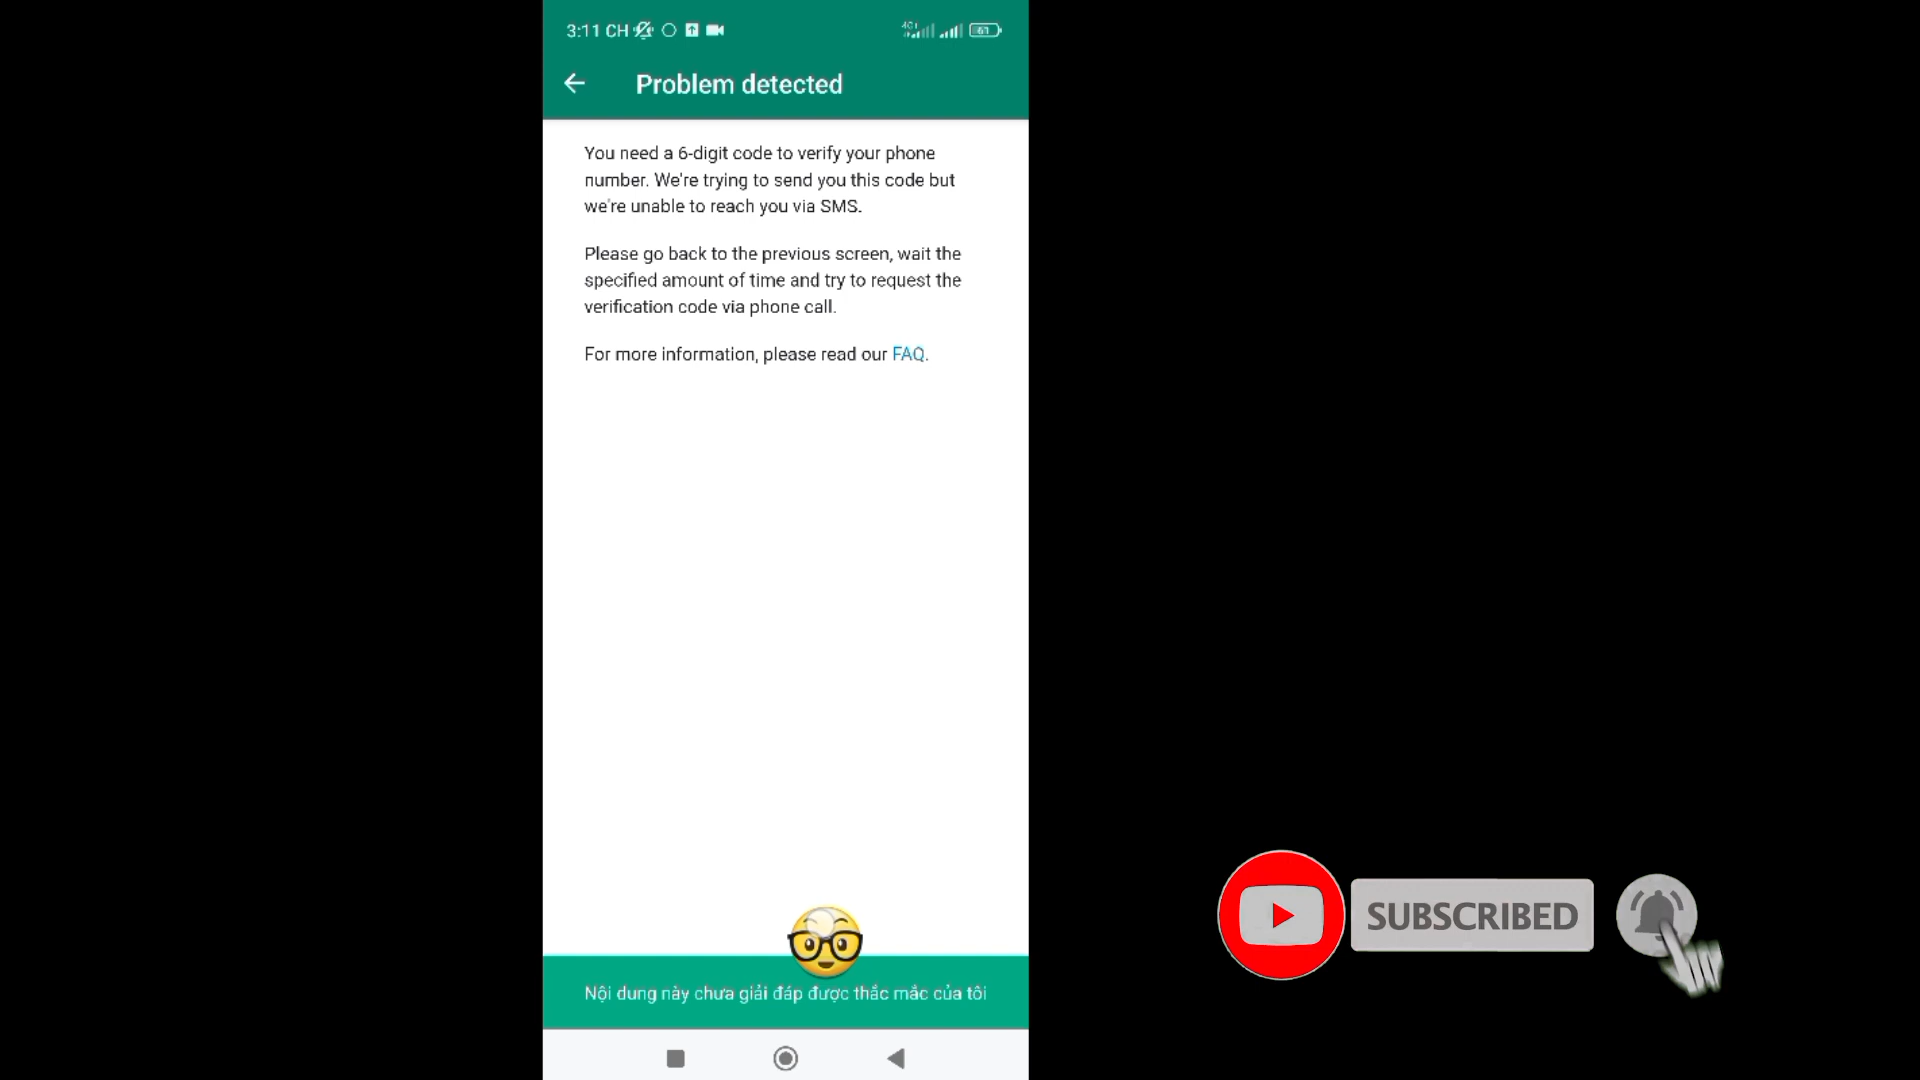 3:11 CH
4G
61
Problem detected
You need a 6-digit code to verify your phone
number. We're trying to send you this code but
we're unable to reach you via SMS.
Please go back to the previous screen, wait the
specified amount of time and try to request the
verification code via phone call.
For more information, please read our FAQ.
Nội dung này chưa giải đáp được thắc mắc của tôi
SUBSCRIBED